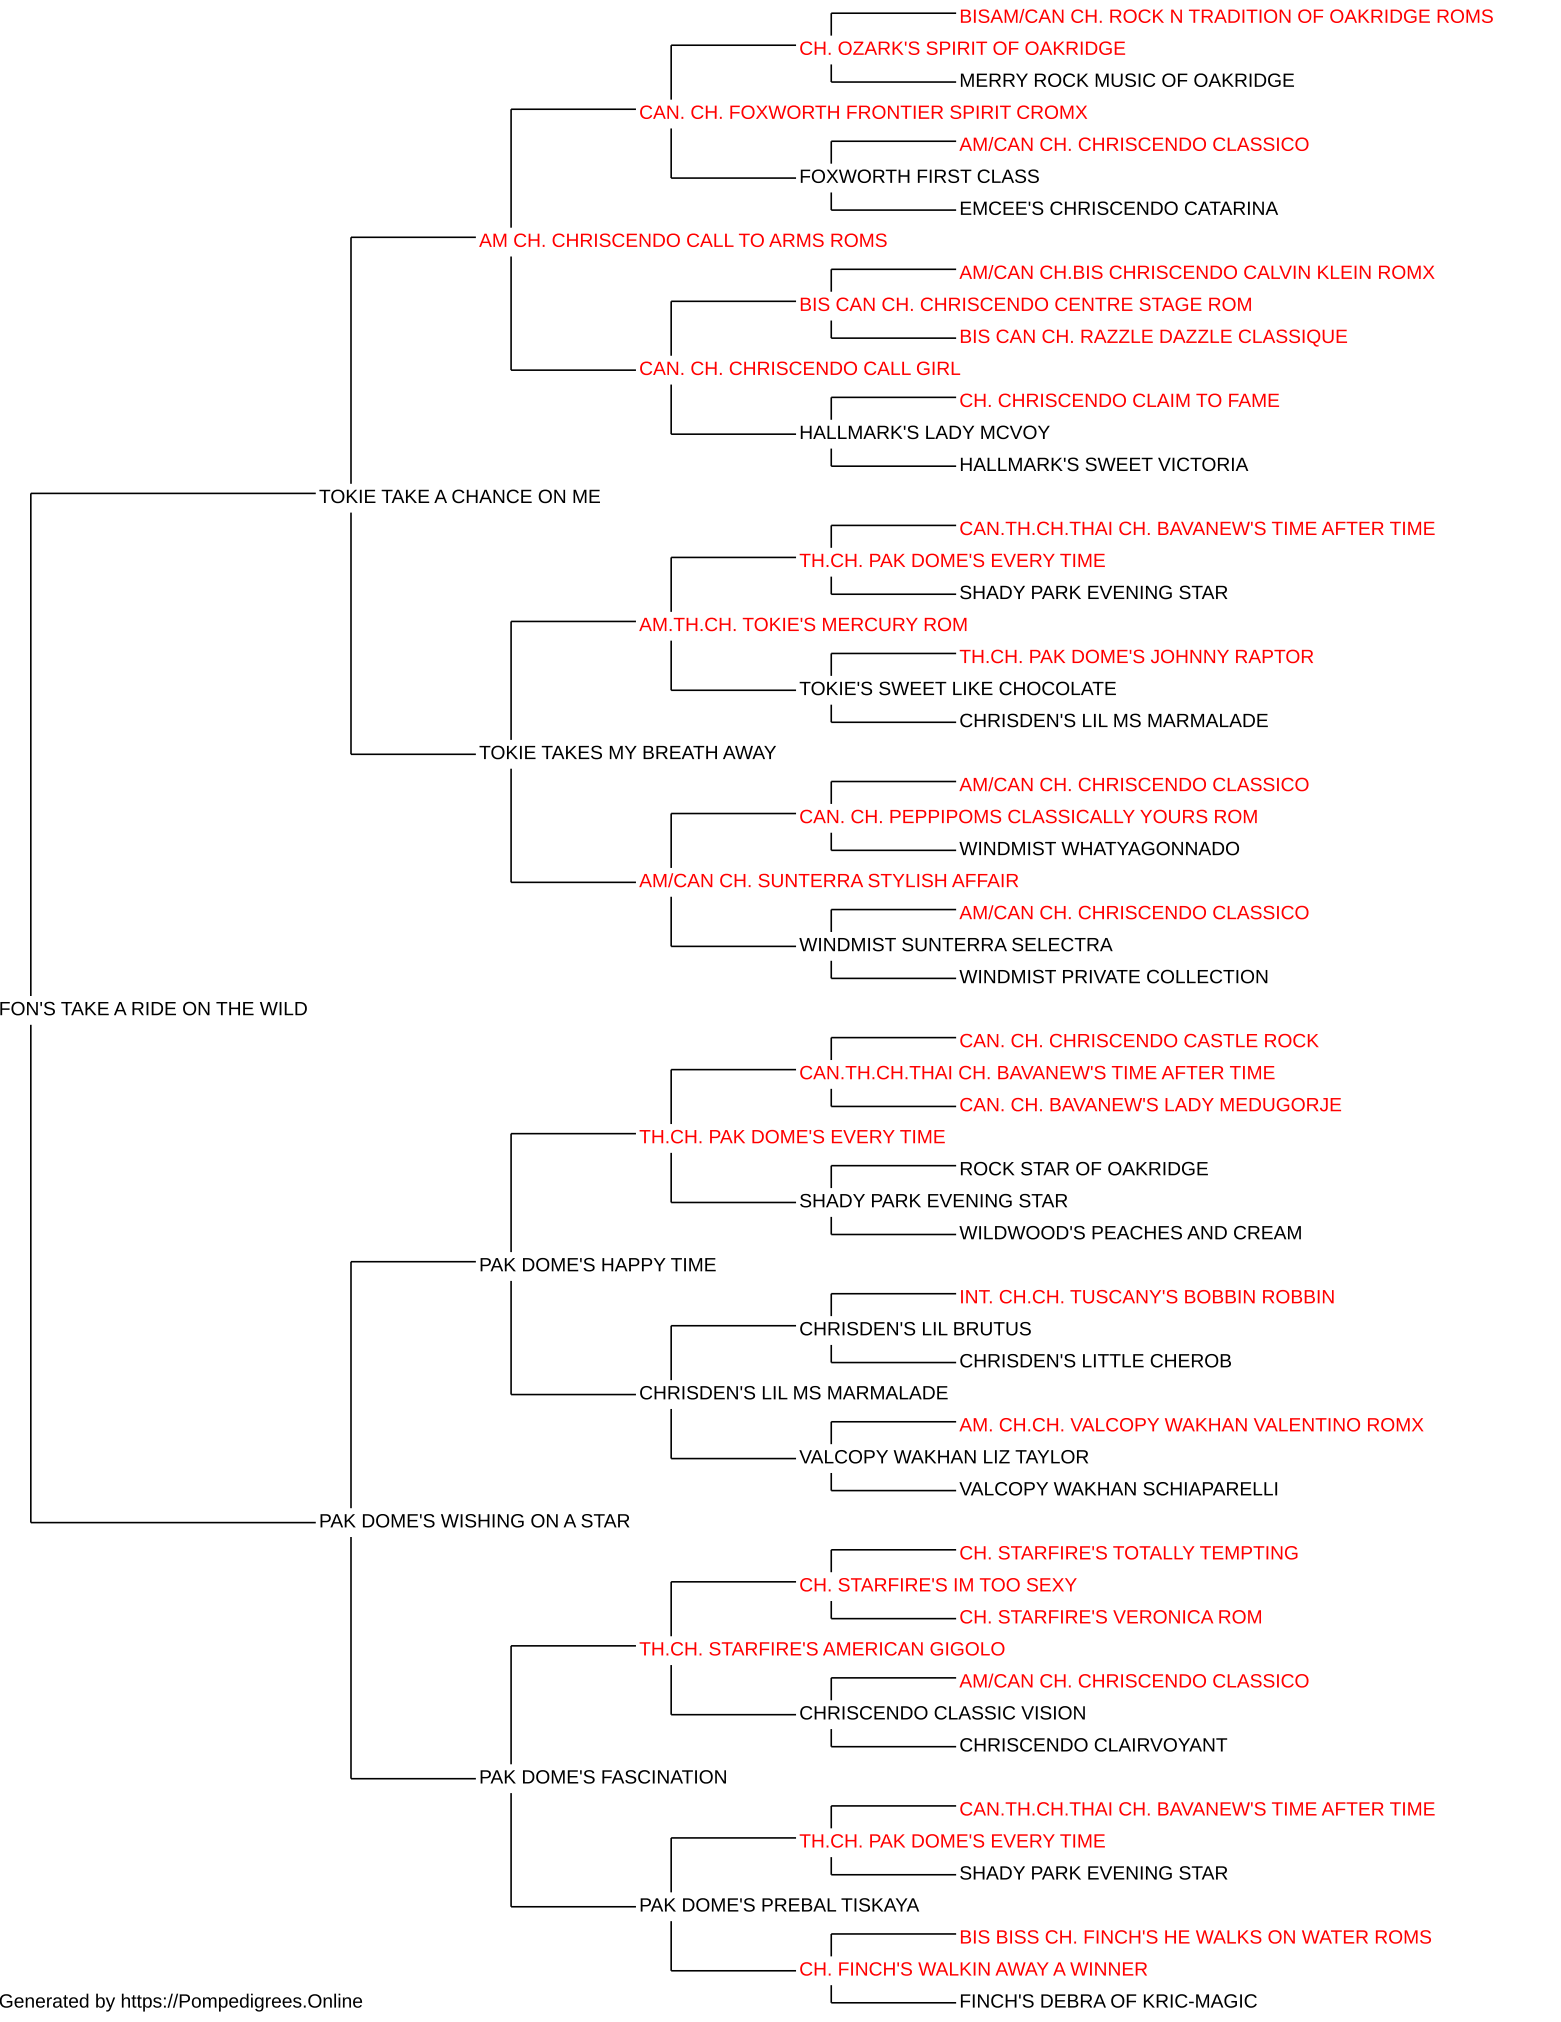 BISAM/CAN CH. ROCK N TRADITION OF OAKRIDGE ROMS
CH. OZARK'S SPIRIT OF OAKRIDGE
MERRY ROCK MUSIC OF OAKRIDGE
CAN. CH. FOXWORTH FRONTIER SPIRIT CROMX
AM/CAN CH. CHRISCENDO CLASSICO
FOXWORTH FIRST CLASS
EMCEE'S CHRISCENDO CATARINA
AM CH. CHRISCENDO CALL TO ARMS ROMS
AM/CAN CH.BIS CHRISCENDO CALVIN KLEIN ROMX
BIS CAN CH. CHRISCENDO CENTRE STAGE ROM
BIS CAN CH. RAZZLE DAZZLE CLASSIQUE
CAN. CH. CHRISCENDO CALL GIRL
CH. CHRISCENDO CLAIM TO FAME
HALLMARK'S LADY MCVOY
HALLMARK'S SWEET VICTORIA
TOKIE TAKE A CHANCE ON ME
CAN.TH.CH.THAI CH. BAVANEW'S TIME AFTER TIME
TH.CH. PAK DOME'S EVERY TIME
SHADY PARK EVENING STAR
AM.TH.CH. TOKIE'S MERCURY ROM
TH.CH. PAK DOME'S JOHNNY RAPTOR
TOKIE'S SWEET LIKE CHOCOLATE
CHRISDEN'S LIL MS MARMALADE
TOKIE TAKES MY BREATH AWAY
AM/CAN CH. CHRISCENDO CLASSICO
CAN. CH. PEPPIPOMS CLASSICALLY YOURS ROM
WINDMIST WHATYAGONNADO
AM/CAN CH. SUNTERRA STYLISH AFFAIR
AM/CAN CH. CHRISCENDO CLASSICO
WINDMIST SUNTERRA SELECTRA
WINDMIST PRIVATE COLLECTION
FON'S TAKE A RIDE ON THE WILD
CAN. CH. CHRISCENDO CASTLE ROCK
CAN.TH.CH.THAI CH. BAVANEW'S TIME AFTER TIME
CAN. CH. BAVANEW'S LADY MEDUGORJE
TH.CH. PAK DOME'S EVERY TIME
ROCK STAR OF OAKRIDGE
SHADY PARK EVENING STAR
WILDWOOD'S PEACHES AND CREAM
PAK DOME'S HAPPY TIME
INT. CH.CH. TUSCANY'S BOBBIN ROBBIN
CHRISDEN'S LIL BRUTUS
CHRISDEN'S LITTLE CHEROB
CHRISDEN'S LIL MS MARMALADE
AM. CH.CH. VALCOPY WAKHAN VALENTINO ROMX
VALCOPY WAKHAN LIZ TAYLOR
VALCOPY WAKHAN SCHIAPARELLI
PAK DOME'S WISHING ON A STAR
CH. STARFIRE'S TOTALLY TEMPTING
CH. STARFIRE'S IM TOO SEXY
CH. STARFIRE'S VERONICA ROM
TH.CH. STARFIRE'S AMERICAN GIGOLO
AM/CAN CH. CHRISCENDO CLASSICO
CHRISCENDO CLASSIC VISION
CHRISCENDO CLAIRVOYANT
PAK DOME'S FASCINATION
CAN.TH.CH.THAI CH. BAVANEW'S TIME AFTER TIME
TH.CH. PAK DOME'S EVERY TIME
SHADY PARK EVENING STAR
PAK DOME'S PREBAL TISKAYA
BIS BISS CH. FINCH'S HE WALKS ON WATER ROMS
CH. FINCH'S WALKIN AWAY A WINNER
FINCH'S DEBRA OF KRIC-MAGIC
Generated by https://Pompedigrees.Online